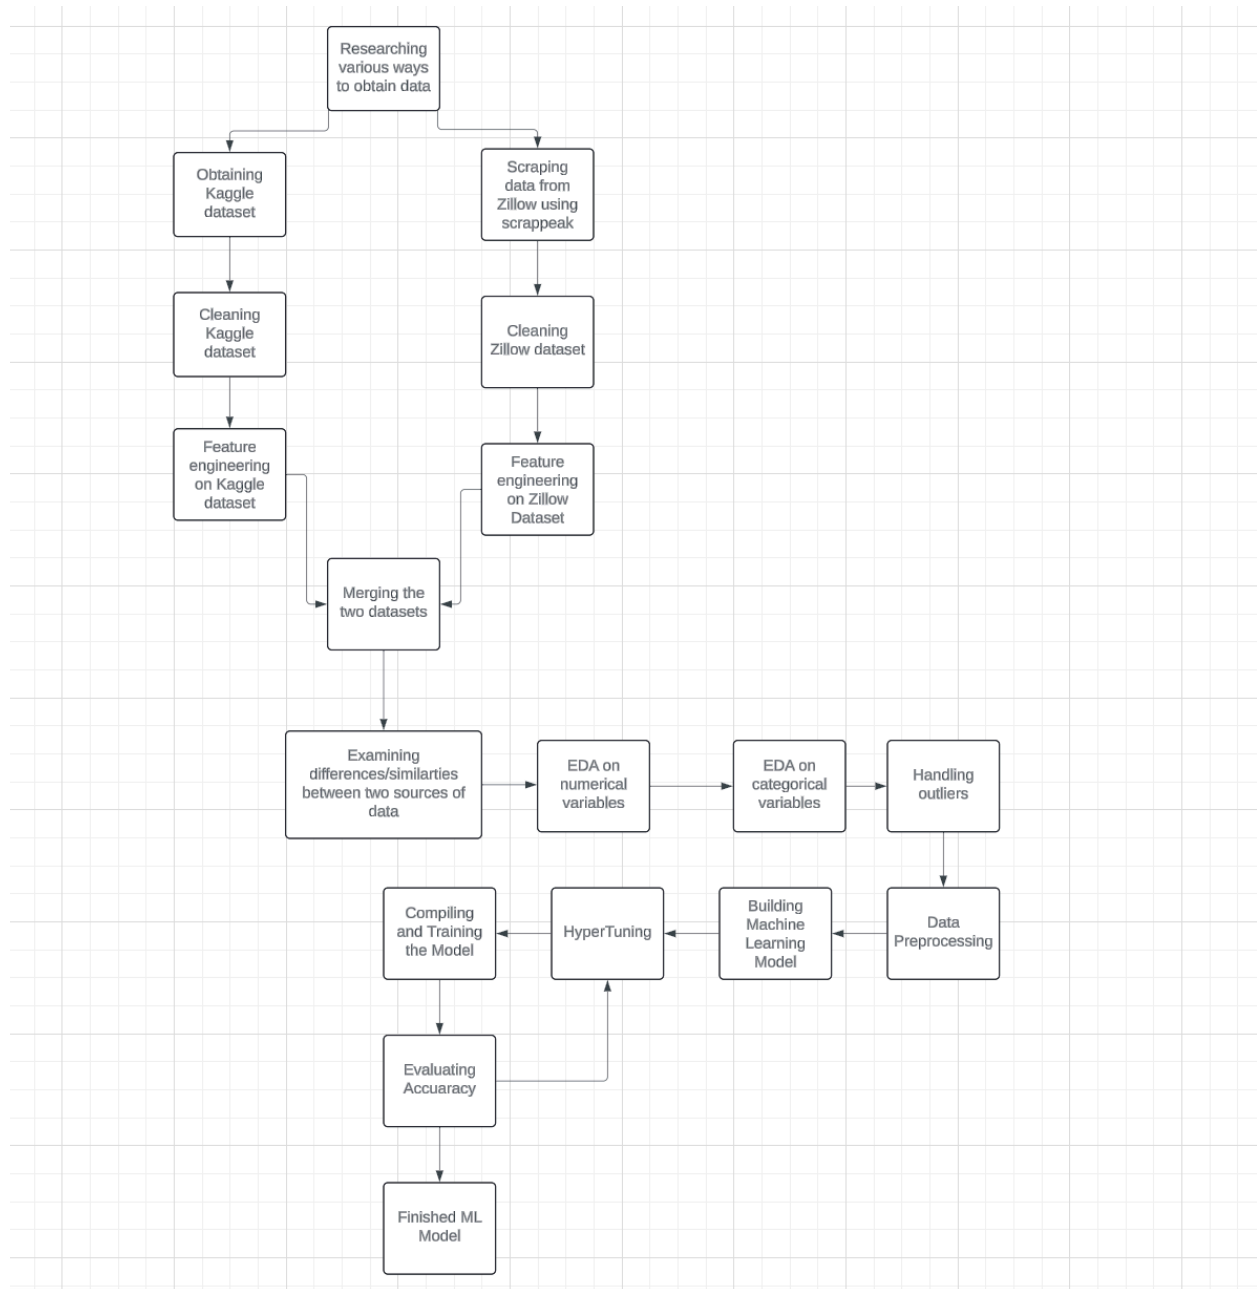 Researching
various ways
to obtain data
Obtaining
Kaggle
dataset
Scraping
data from
Zillow using
scrappeak
Cleaning
Kaggle
dataset
Cleaning
Zillow dataset
Feature
engineering
on Kaggle
dataset
Feature
engineering
on Zillow
Dataset
Merging the
two datasets
Examining
differences/similarties
between two sources of
data
EDA on
numerical
variables
EDA on
categorical
variables
Handling
outliers
Data
Preprocessing
Building
Machine
Learning
Model
HyperTuning
Compiling
and Training
the Model
Evaluating
Accuaracy
Finished ML
Model